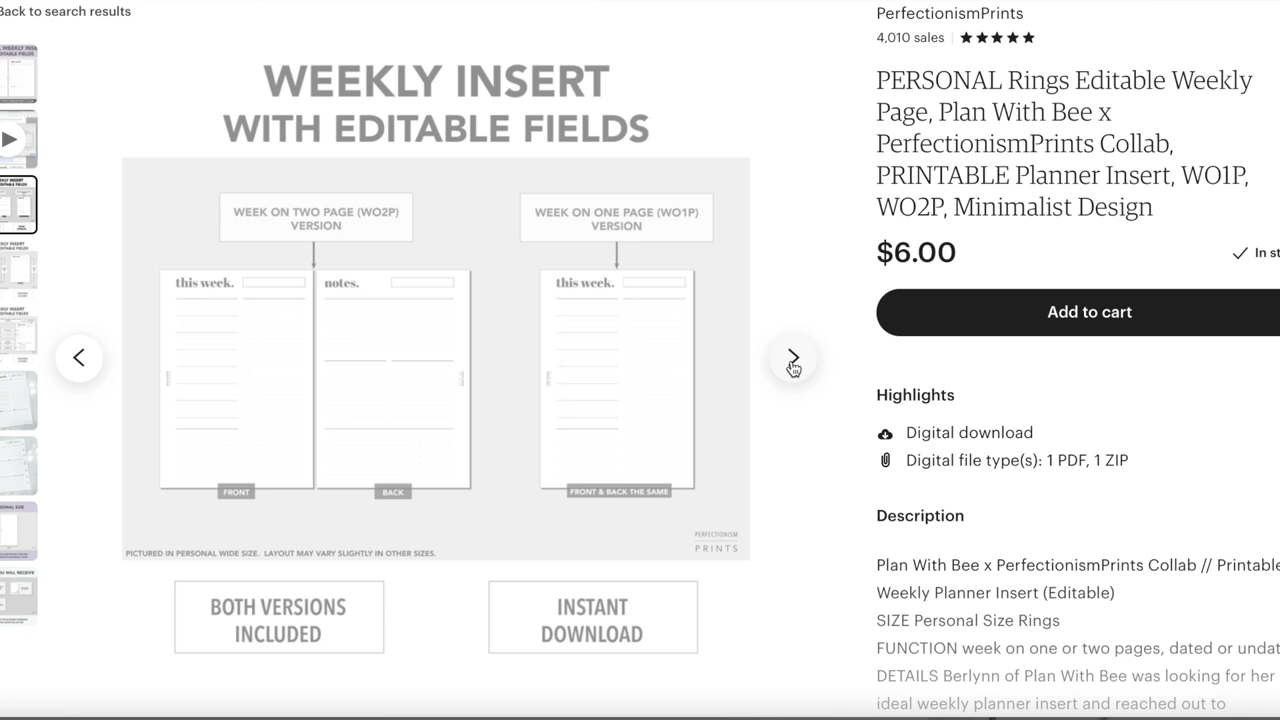 Back to search results
WEEKLY INSERT
WITH EDITABLE FIELDS
WEEK ON TWO PAGE (WO2P)
VERSION
WEEK ON ONE PAGE (WO1P)
VERSION
this week.
notes.
this week.
FRONT
BACK
FRONT & BACK THE SAME
PERFECTIONISM
PRINTS
PICTURED IN PERSONAL WIDE SIZE. LAYOUT MAY VARY SLIGHTLY IN OTHER SIZES.
BOTH VERSIONS
INCLUDED
INSTANT
DOWNLOAD
PerfectionismPrints
4,010 sales
PERSONAL Rings Editable Weekly
Page, Plan With Bee x
PerfectionismPrints Collab,
PRINTABLE Planner Insert, WO1P,
WO2P, Minimalist Design
$6.00
In st
Add to cart
Highlights
Digital download
Digital file type(s): 1 PDF, 1 ZIP
Description
Plan With Bee x PerfectionismPrints Collab // Printable
Weekly Planner Insert (Editable)
SIZE Personal Size Rings
FUNCTION week on one or two pages, dated or undat
DETAILS Berlynn of Plan With Bee was looking for her
ideal weekly planner insert and reached out to